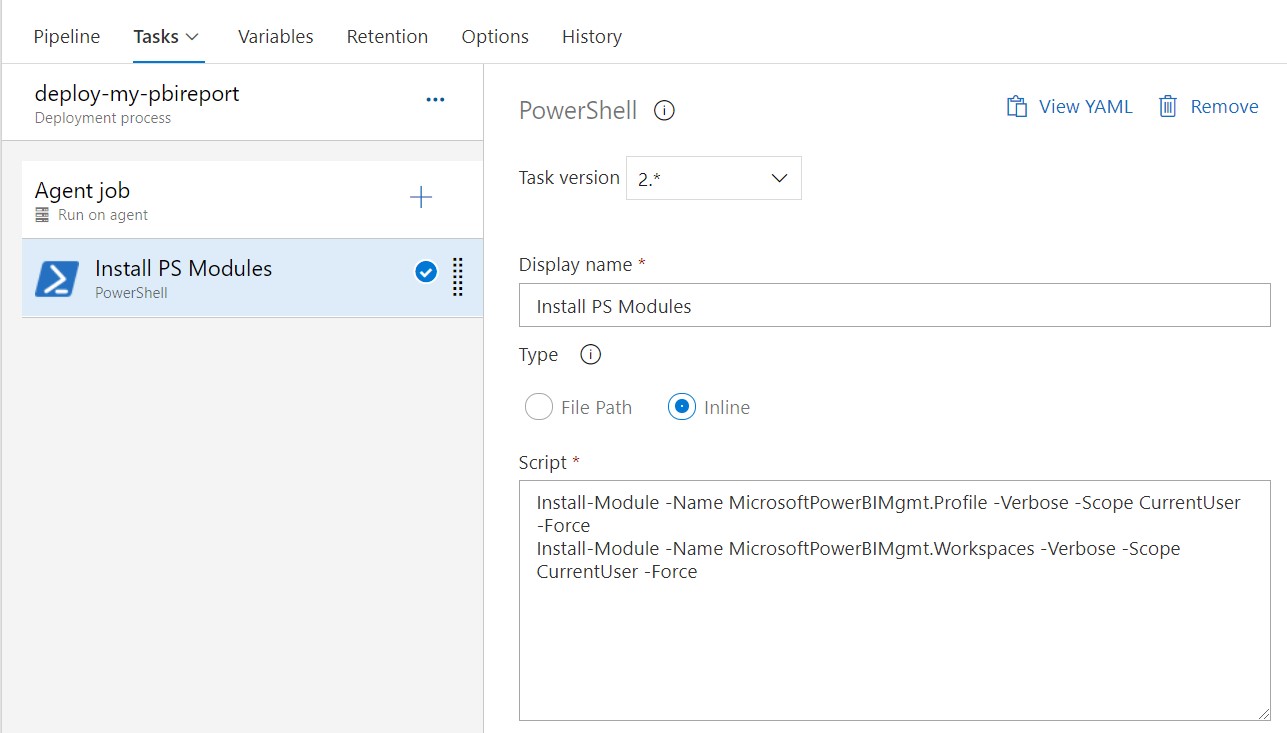 Pipeline Tasks Variables Retention Options History
deploy-my-pbireport
Deployment process
Agent job
Run on agent
Install PS Modules
PowerShell
PowerShell
View YAML Remove
Task version 2.*
Display name *
Install PS Modules
Type
File Path Inline
Script *
Install-Module -Name MicrosoftPowerBIMgmt.Profile -Verbose -Scope CurrentUser
-Force
Install-Module -Name MicrosoftPowerBIMgmt.Workspaces -Verbose -Scope
CurrentUser -Force